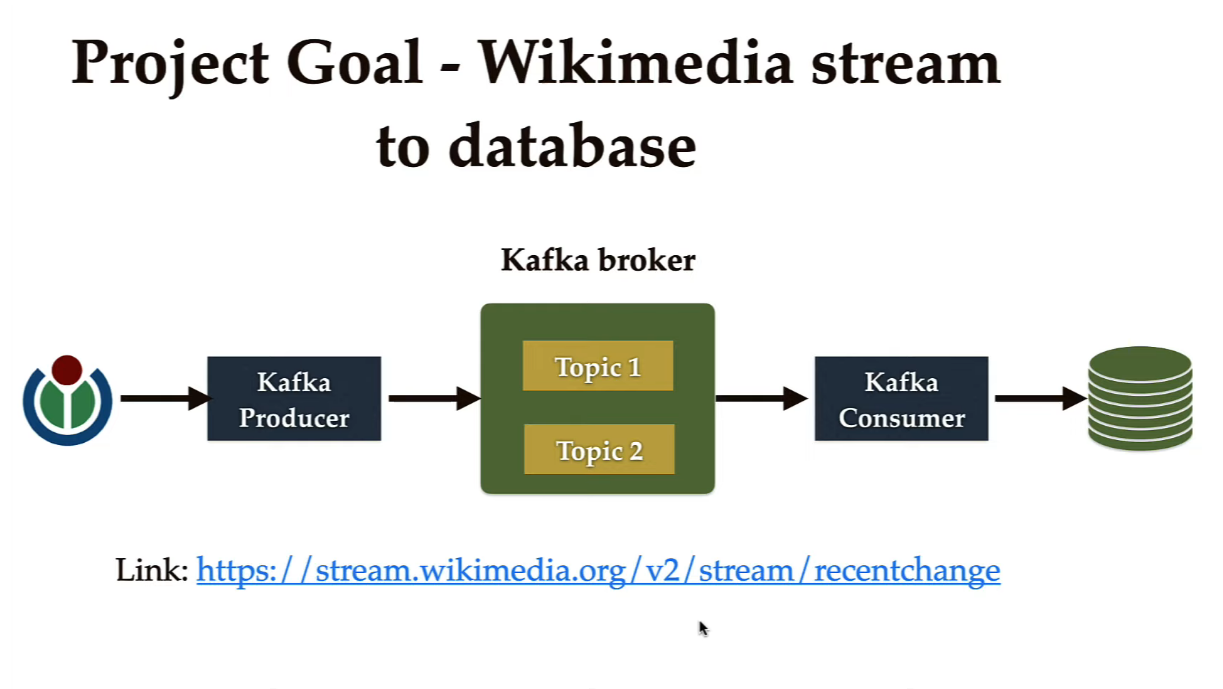 Project Goal - Wikimedia stream
to database
Kafka broker
Kafka
Producer
Topic 1
Topic 2
Kafka
Consumer
Link: https://stream.wikimedia.org/v2/stream/recentchange